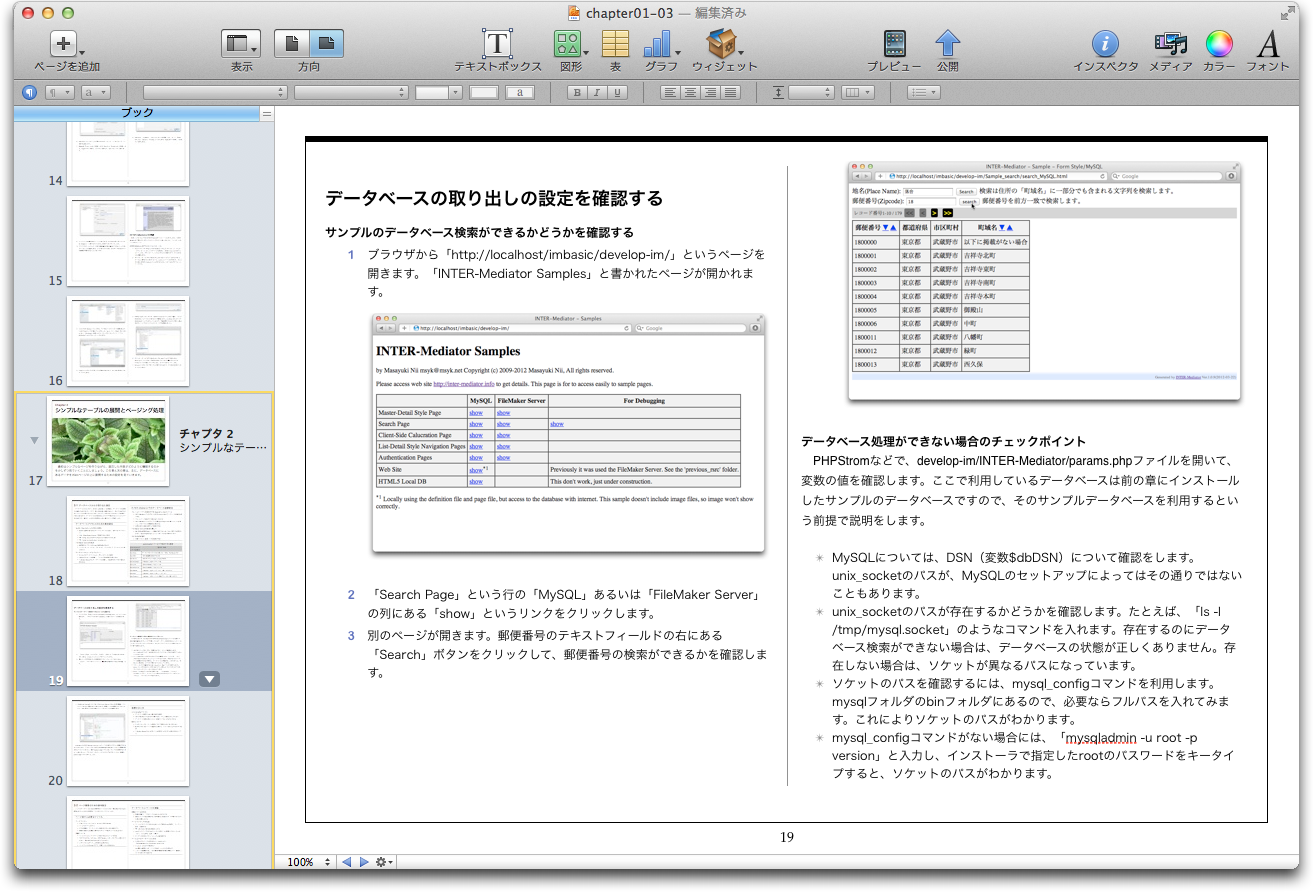 chapter01-03 — 編集済み
ページを追加
表示
方向
テキストボックス
図形
表
グラフ
ウィジェット
プレビュー
公開
インスペクタ
メディア
カラー
フォント
a
a
B I U
ブック
14
15
16
シンプルなテーブルの展開とページング処理
17
チャプタ 2
シンプルなテー…
18
19
20
データベースの取り出しの設定を確認する
サンプルのデータベース検索ができるかどうかを確認する
1 ブラウザから「http://localhost/imbasic/develop-im/」というページを
開きます。「INTER-Mediator Samples」と書かれたページが開かれま
す。
INTER-Mediator - Samples
http://localhost/imbasic/develop-im/
Google
INTER-Mediator Samples
by Masayuki Nii msyk@msyk.net Copyright (c) 2009-2012 Masayuki Nii, All rights reserved.
Please access web site http://inter-mediator.info to get details. This page is for to access easily to sample pages.
MySQL FileMaker Server For Debugging
Master-Detail Style Page show show
Search Page show show show
Client-Side Calucration Page show show
List-Detail Style Navigation Pages show show
Authentication Pages show show
Web Site show*1 Previously it was used the FileMaker Server. See the 'previous_rsrc' folder.
HTML5 Local DB show This don't work, just under construction.
*1 Locally using the definition file and page file, but access to the database with internet. This sample doesn't include image files, so image won't show
correctly.
2 「Search Page」という行の「MySQL」あるいは「FileMaker Server」
の列にある「show」というリンクをクリックします。
3 別のページが開きます。郵便番号のテキストフィールドの右にある
「Search」ボタンをクリックして、郵便番号の検索ができるかを確認しま
す。
INTER-Mediator - Sample - Form Style/MySQL
http://localhost/imbasic/develop-im/Sample_search/search_MySQL.html
Google
地名(Place Name): Search 検索は住所の「町域名」に一部分でも含まれる文字列を検索します。
郵便番号(Zipcode): 18 search 郵便番号を前方一致で検索します。
郵便番号▼▲ 都道府県 市区町村 町域名▼▲
1800000 東京都 武蔵野市 以下に掲載がない場合
1800001 東京都 武蔵野市 吉祥寺北町
1800002 東京都 武蔵野市 吉祥寺東町
1800003 東京都 武蔵野市 吉祥寺南町
1800004 東京都 武蔵野市 吉祥寺本町
1800005 東京都 武蔵野市 御殿山
1800006 東京都 武蔵野市 中町
1800011 東京都 武蔵野市 八幡町
1800012 東京都 武蔵野市 緑町
1800013 東京都 武蔵野市 西久保
データベース処理ができない場合のチェックポイント
PHPStromなどで、develop-im/INTER-Mediator/params.phpファイルを開いて、
変数の値を確認します。ここで利用しているデータベースは前の章にインストール
したサンプルのデータベースですので、そのサンプルデータベースを利用するとい
う前提で説明をします。
✴ MySQLについては、DSN（変数$dbDSN）について確認をします。
unix_socketのパスが、MySQLのセットアップによってはその通りではない
こともあります。
✴ unix_socketのパスが存在するかどうかを確認します。たとえば、「ls -l
/tmp/mysql.socket」のようなコマンドを入れます。存在するのにデータ
ベース検索ができない場合は、データベースの状態が正しくありません。存
在しない場合は、ソケットが異なるパスになっています。
✴ ソケットのパスを確認するには、mysql_configコマンドを利用します。
mysqlフォルダのbinフォルダにあるので、必要ならフルパスを入れてみま
す。これによりソケットのパスがわかります。
✴ mysql_configコマンドがない場合には、「mysqladmin -u root -p
version」と入力し、インストーラで指定したrootのパスワードをキータイ
プすると、ソケットのパスがわかります。
19
100%